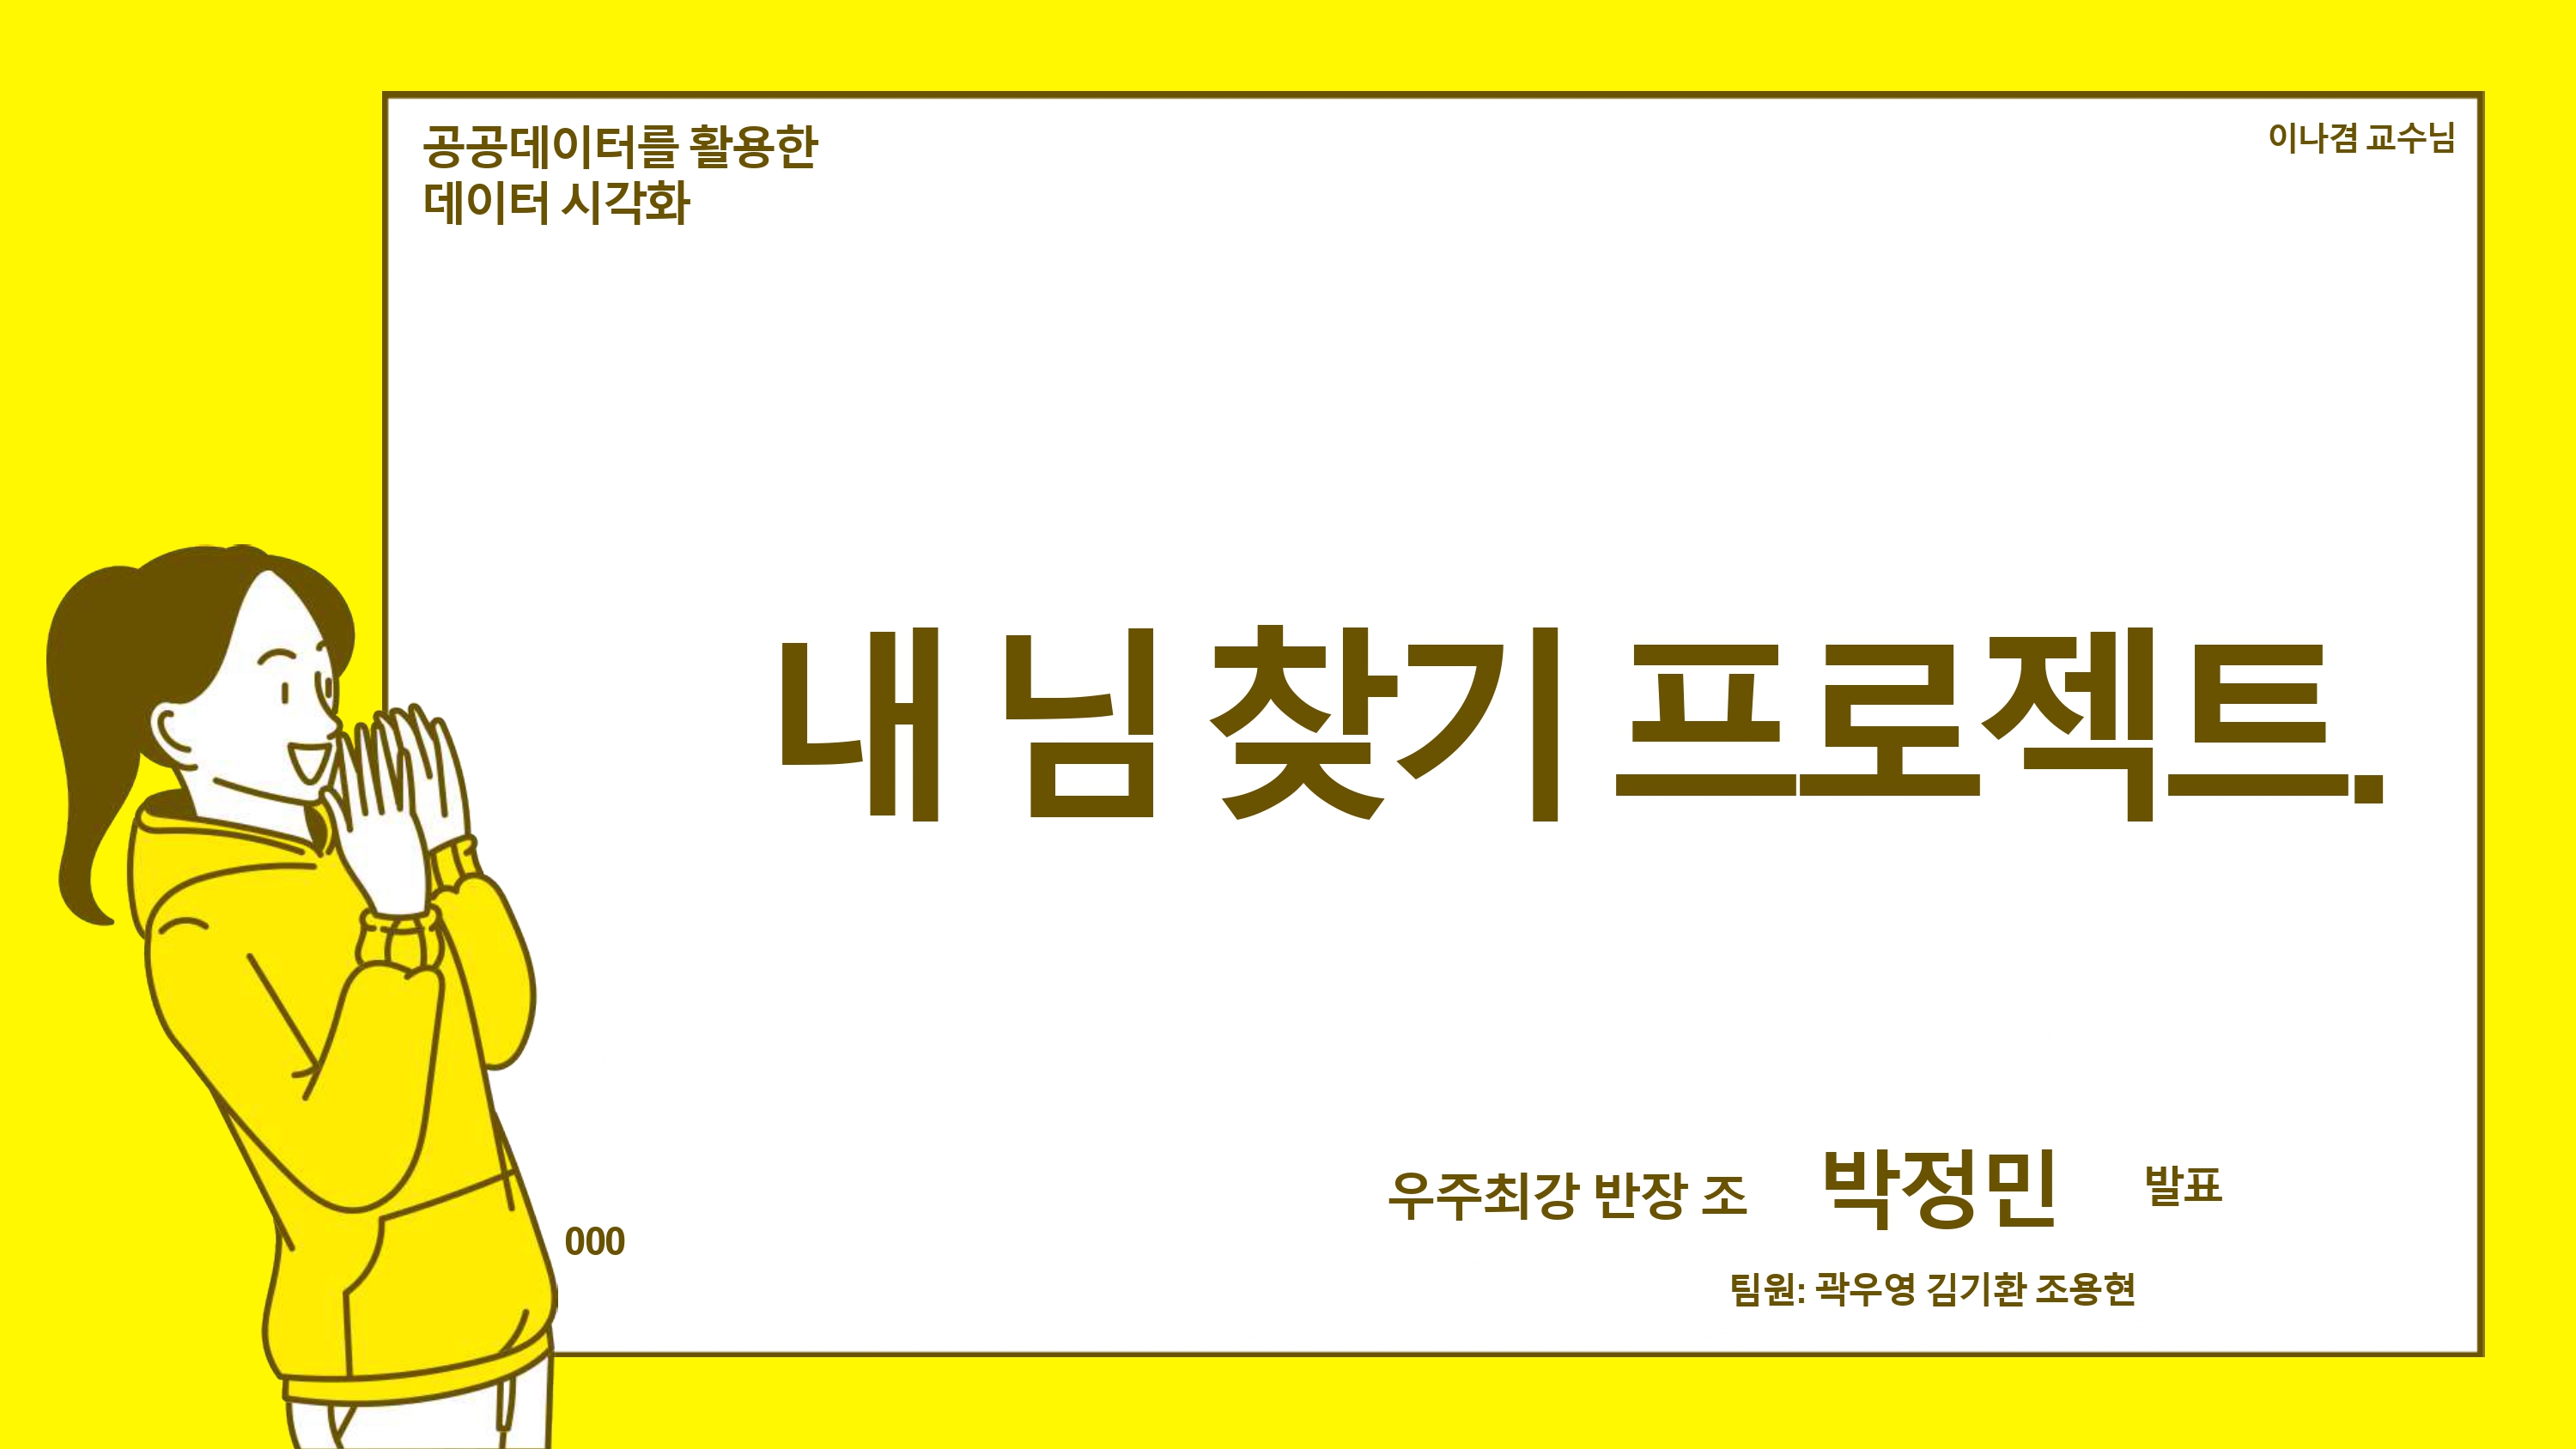 공공데이터를 활용한
데이터 시각화
이나겸 교수님
내 님 찾기 프로젝트.
우주최강 반장 조 박정민 발표
000
팀원: 곽우영 김기환 조용현